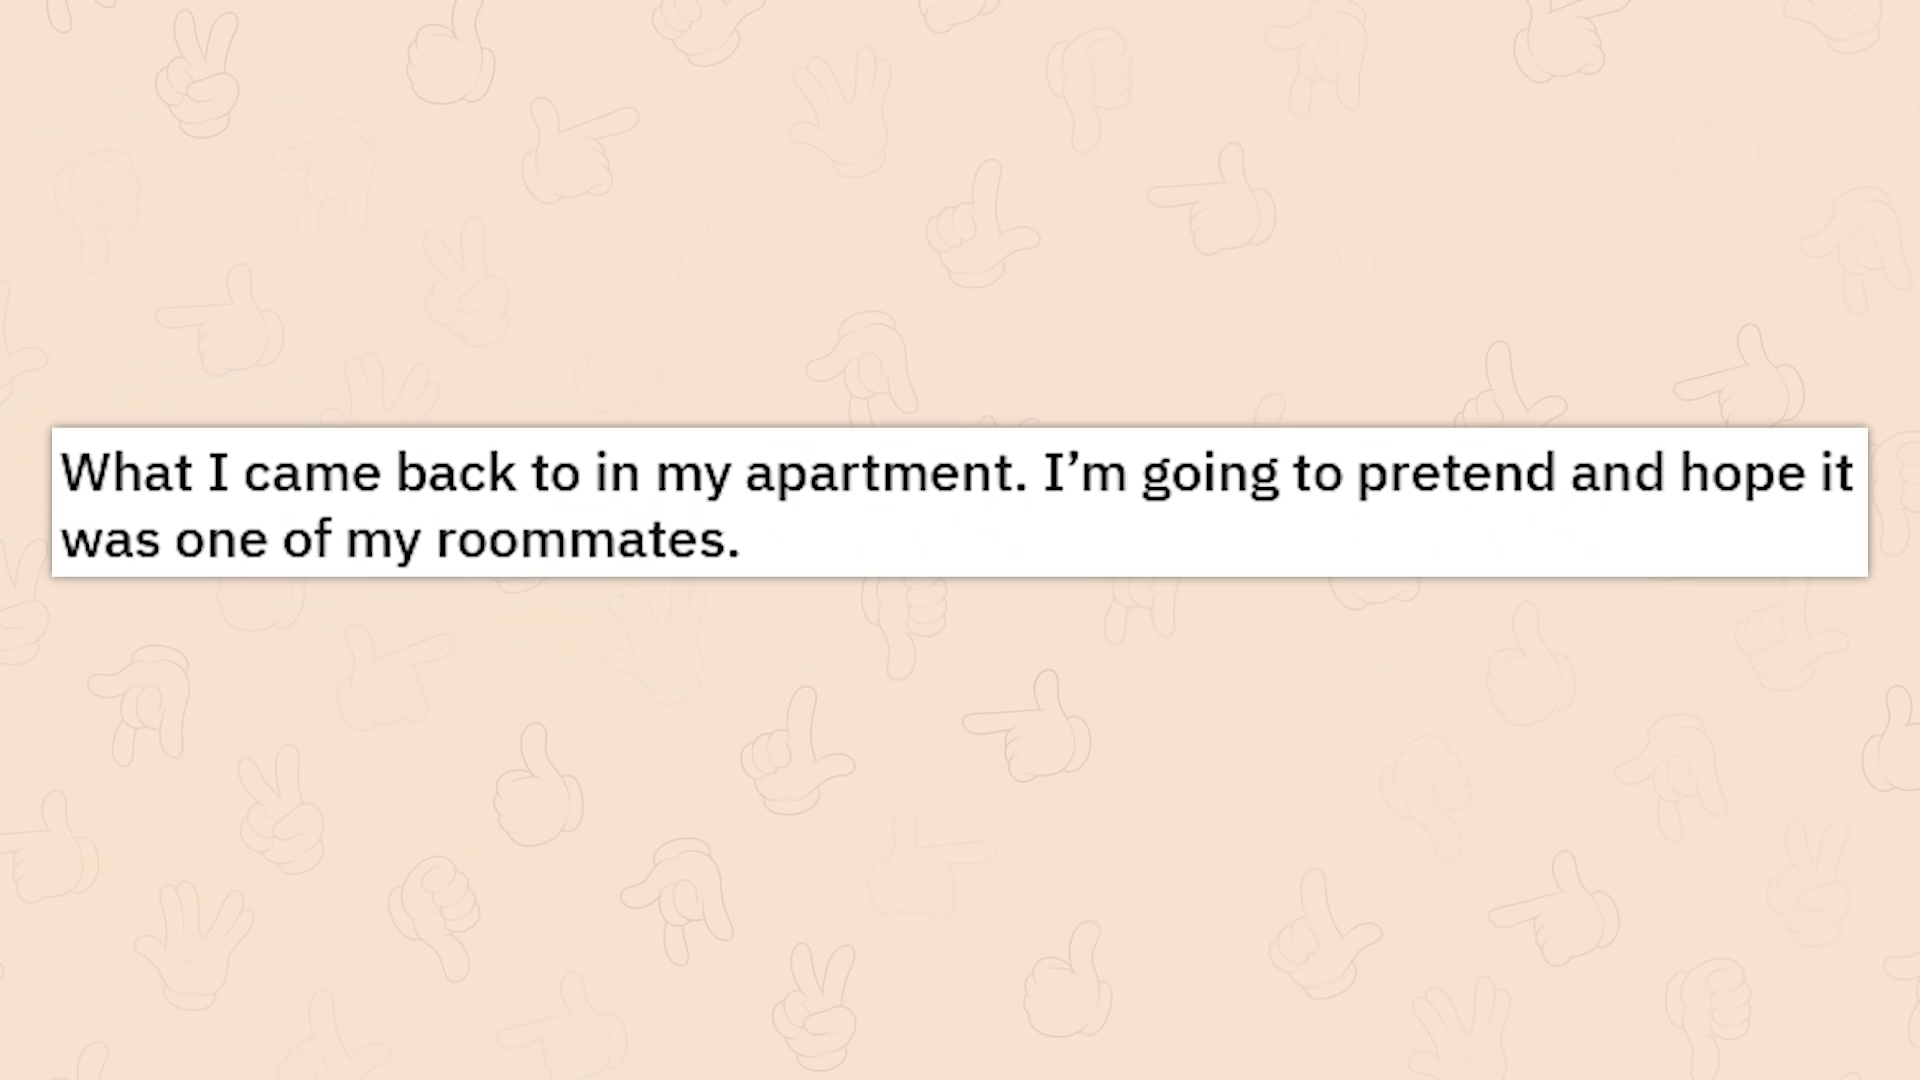 What I came back to in my apartment. I’m going to pretend and hope it
was one of my roommates.